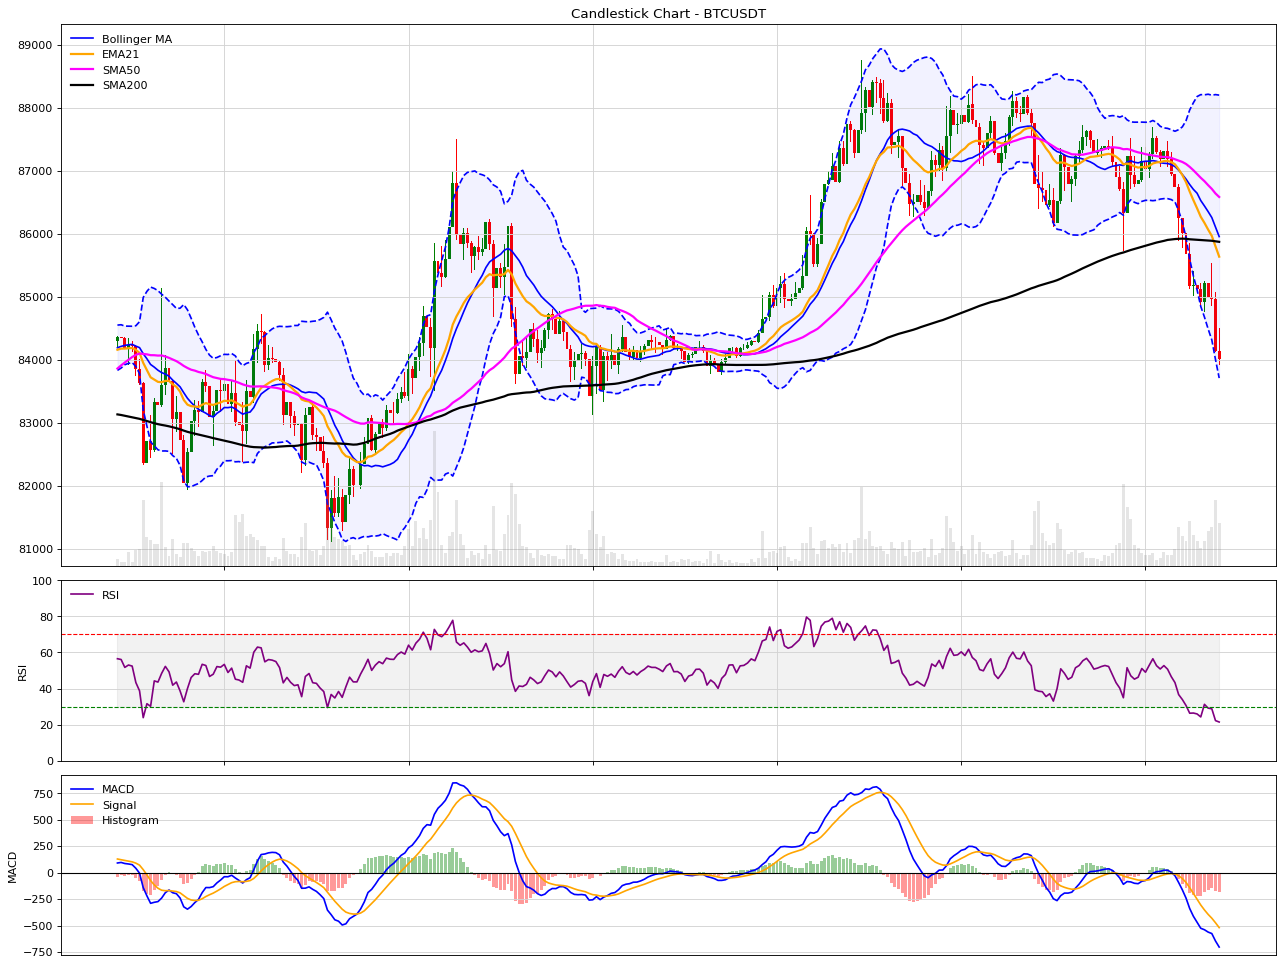 Candlestick Chart - BTCUSDT
Bollinger MA
EMA21
SMA50
SMA200
89000
88000
87000
86000
85000
84000
83000
82000
81000
RSI
100
80
60
40
20
0
RSI
MACD
Signal
Histogram
750
500
250
0
−250
−500
−750
MACD